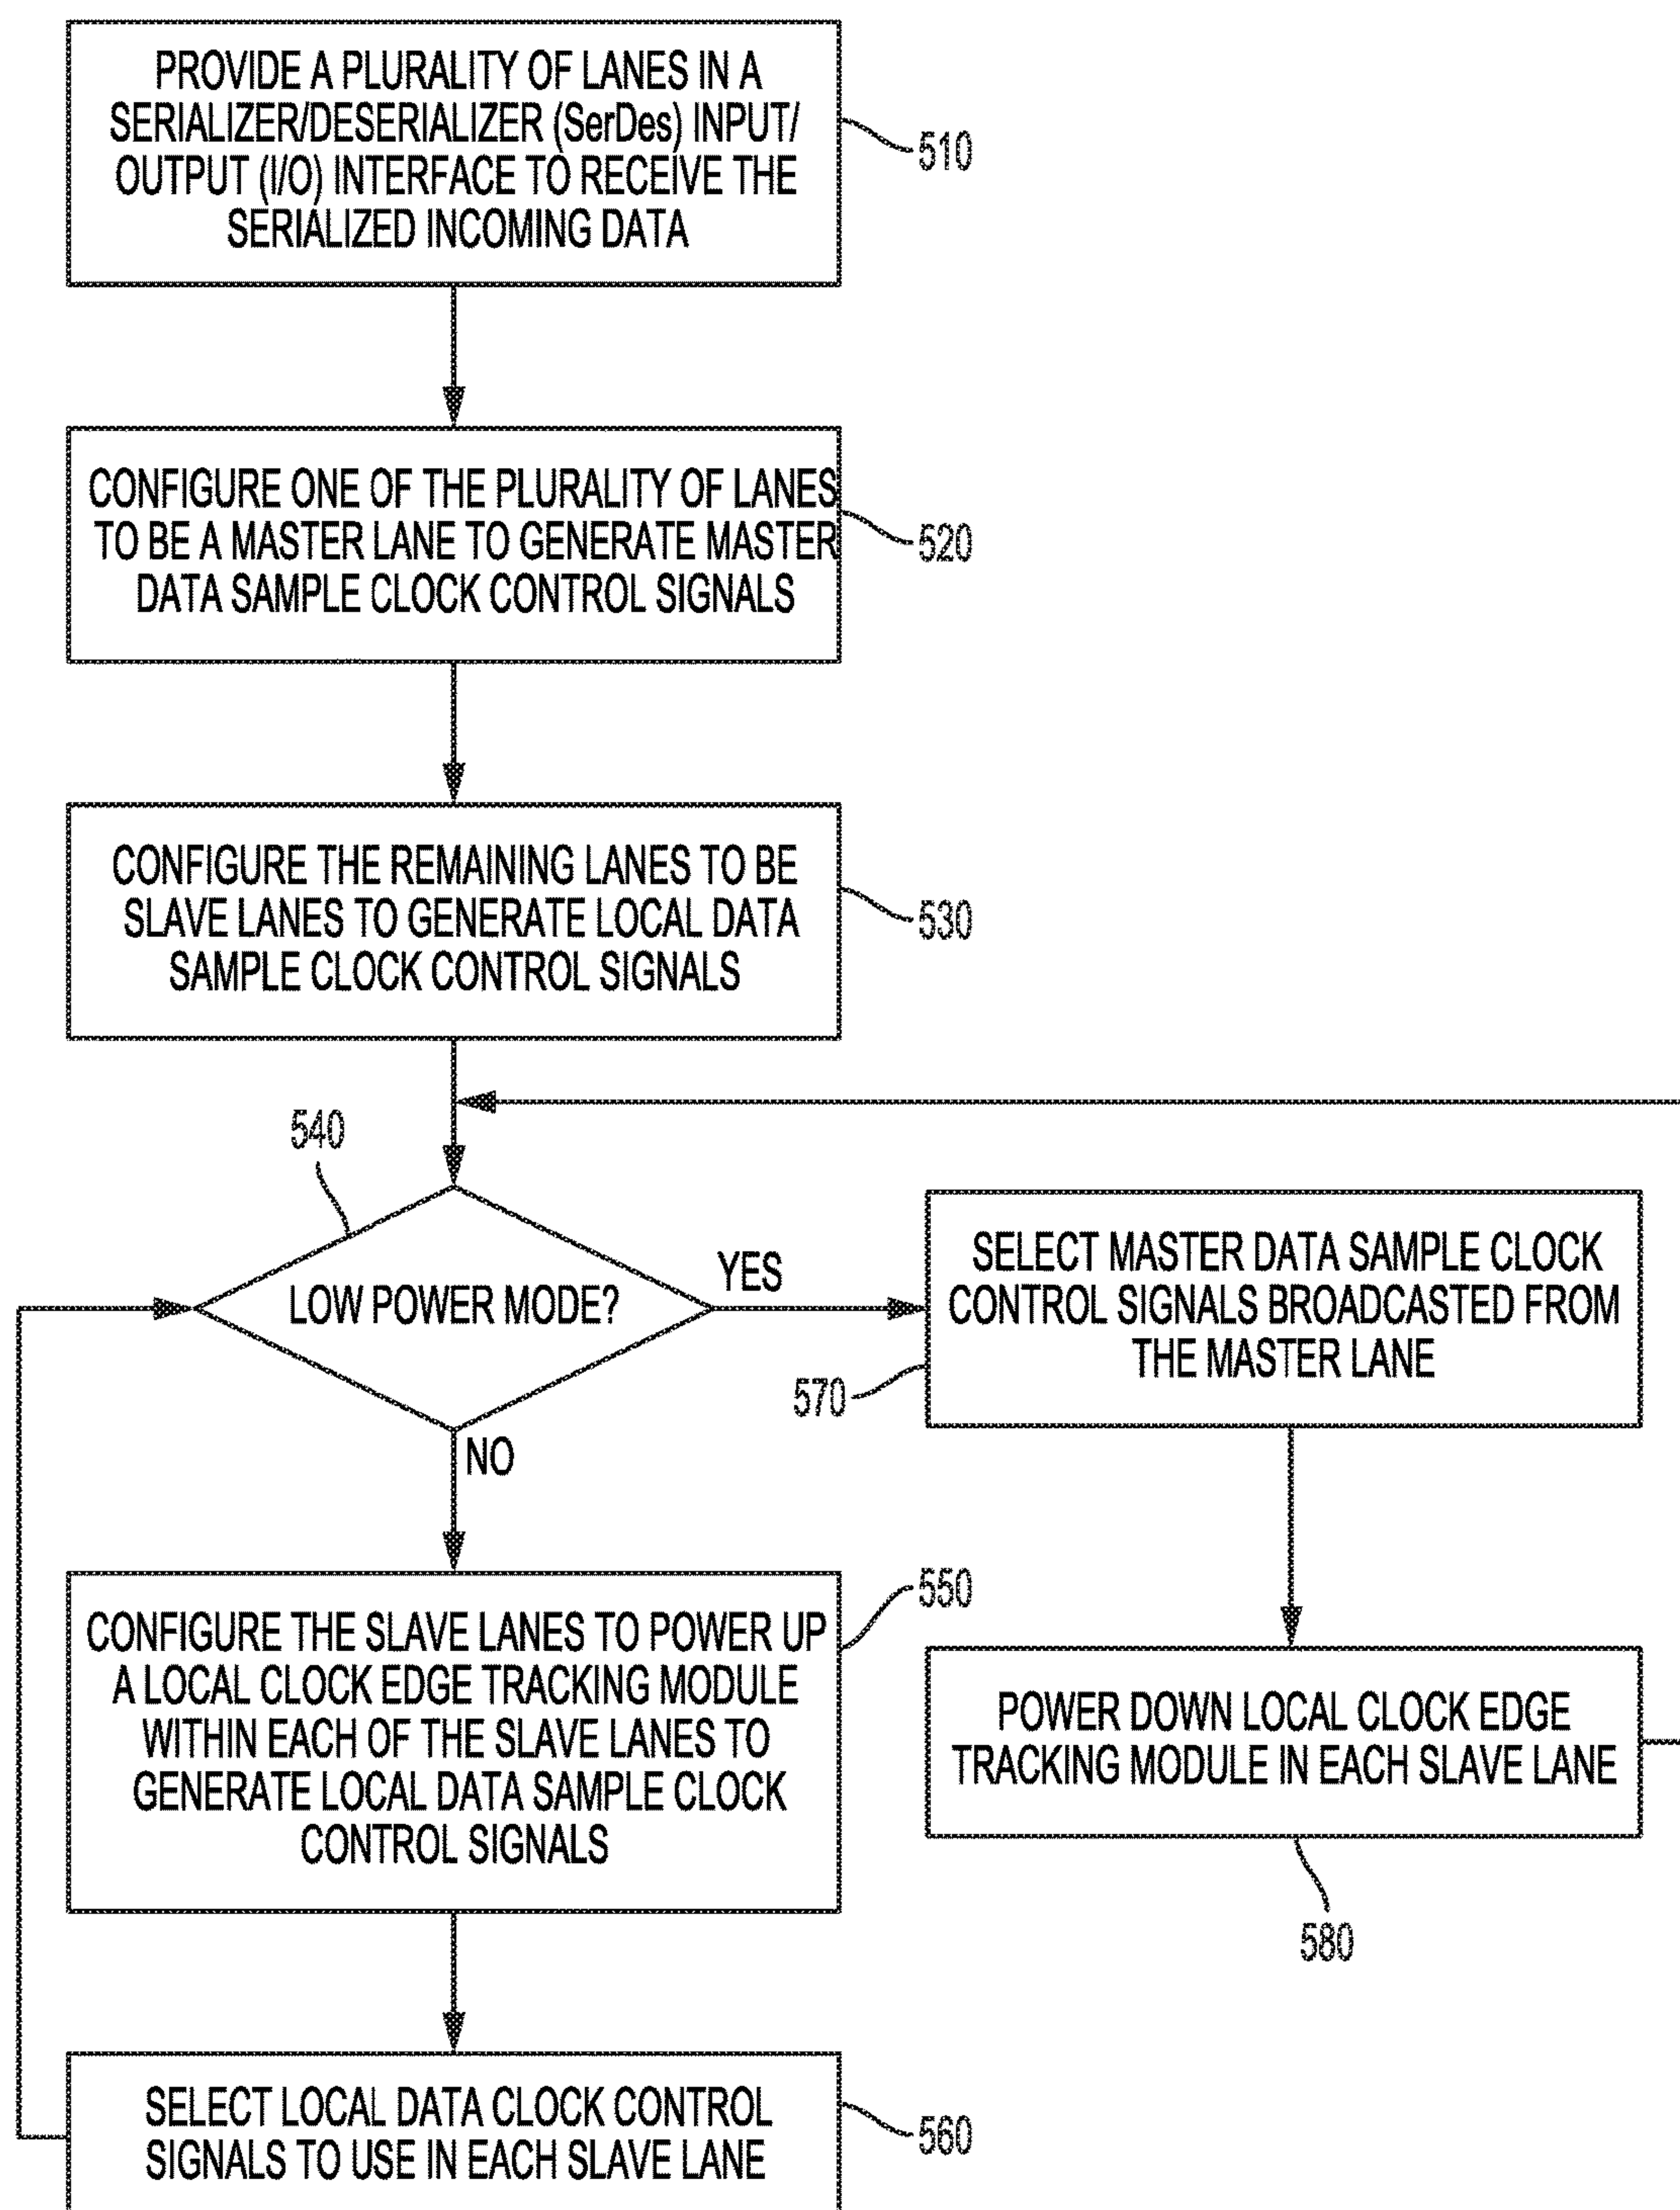 PROVIDE A PLURALITY OF LANES IN A
SERIALIZER/DESERIALIZER (SerDes) INPUT/
OUTPUT (I/O) INTERFACE TO RECEIVE THE
SERIALIZED INCOMING DATA
510
CONFIGURE ONE OF THE PLURALITY OF LANES
TO BE A MASTER LANE TO GENERATE MASTER
DATA SAMPLE CLOCK CONTROL SIGNALS
520
CONFIGURE THE REMAINING LANES TO BE
SLAVE LANES TO GENERATE LOCAL DATA
SAMPLE CLOCK CONTROL SIGNALS
530
540
LOW POWER MODE?
YES
NO
SELECT MASTER DATA SAMPLE CLOCK
CONTROL SIGNALS BROADCASTED FROM
THE MASTER LANE
570
CONFIGURE THE SLAVE LANES TO POWER UP
A LOCAL CLOCK EDGE TRACKING MODULE
WITHIN EACH OF THE SLAVE LANES TO
GENERATE LOCAL DATA SAMPLE CLOCK
CONTROL SIGNALS
550
POWER DOWN LOCAL CLOCK EDGE
TRACKING MODULE IN EACH SLAVE LANE
580
SELECT LOCAL DATA CLOCK CONTROL
SIGNALS TO USE IN EACH SLAVE LANE
560